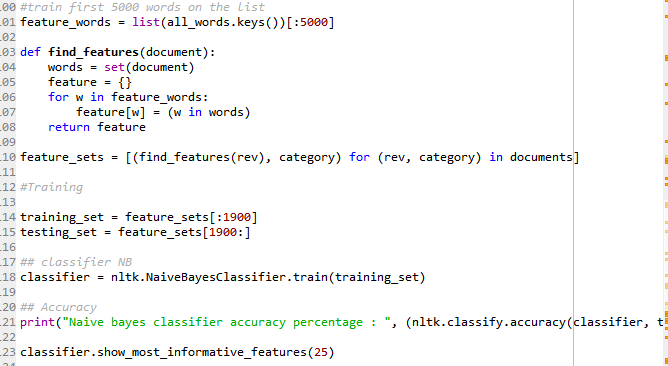 00 #train first 5000 words on the list
01 feature_words = list(all_words.keys())[:5000]
02
03 def find_features(document):
04 words = set(document)
05 feature = {}
06 for w in feature_words:
07 feature[w] = (w in words)
08 return feature
09
10 feature_sets = [(find_features(rev), category) for (rev, category) in documents]
11
12 #Training
13
14 training_set = feature_sets[:1900]
15 testing_set = feature_sets[1900:]
16
17 ## classifier NB
18 classifier = nltk.NaiveBayesClassifier.train(training_set)
19
20 ## Accuracy
21 print("Naive bayes classifier accuracy percentage : ", (nltk.classify.accuracy(classifier, t
22
23 classifier.show_most_informative_features(25)